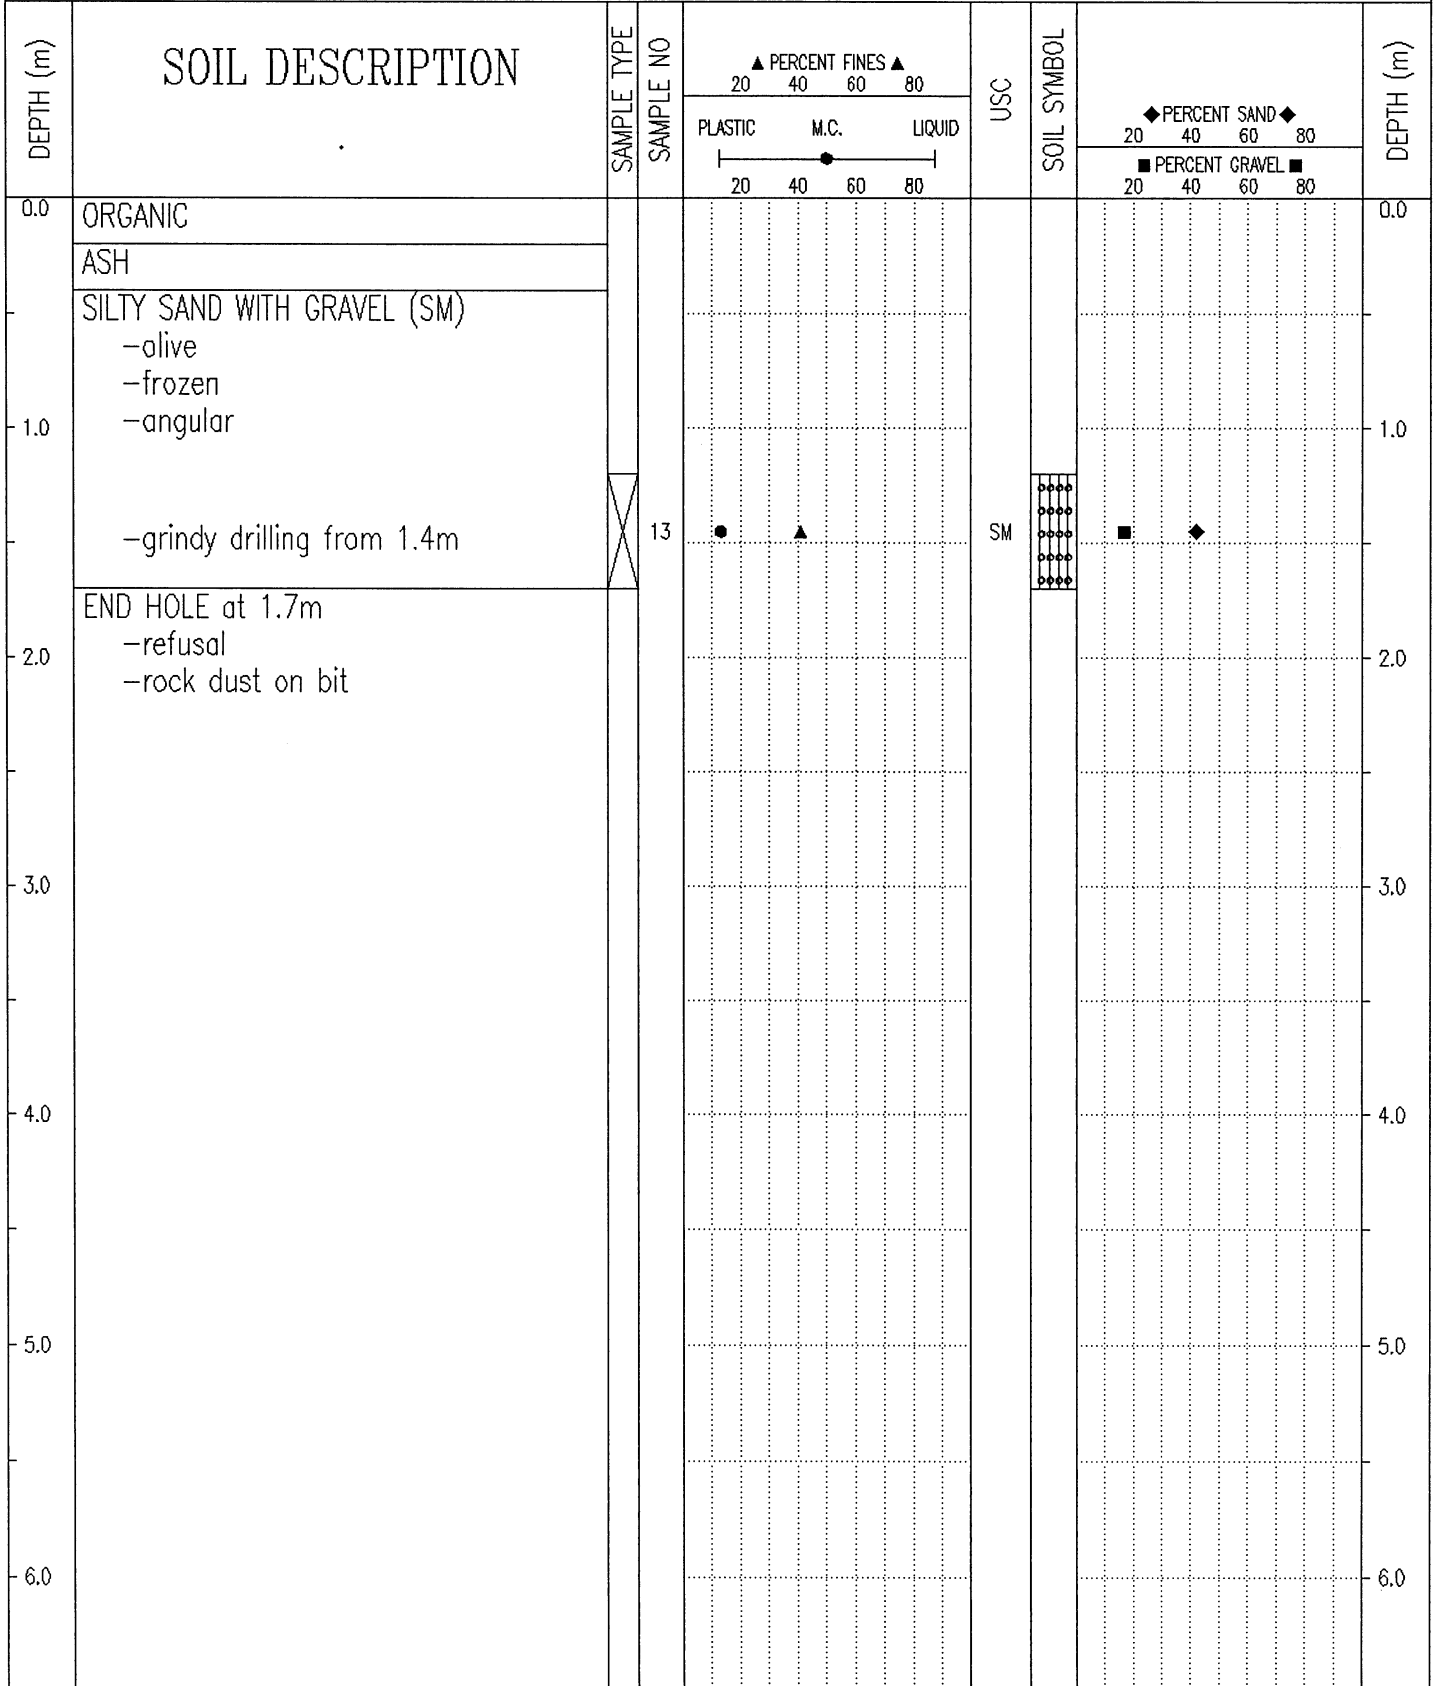 DEPTH (m)
SOIL DESCRIPTION
SAMPLE TYPE
SAMPLE NO
▲ PERCENT FINES ▲
20 40 60 80
PLASTIC M.C. LIQUID
20 40 60 80
USC
SOIL SYMBOL
◆ PERCENT SAND ◆
20 40 60 80
■ PERCENT GRAVEL ■
20 40 60 80
DEPTH (m)
0.0 ORGANIC 0.0
ASH
SILTY SAND WITH GRAVEL (SM)
-olive
-frozen
-angular
1.0 1.0
-grindy drilling from 1.4m 13 SM
END HOLE at 1.7m
-refusal
2.0 2.0
-rock dust on bit
3.0 3.0
4.0 4.0
5.0 5.0
6.0 6.0